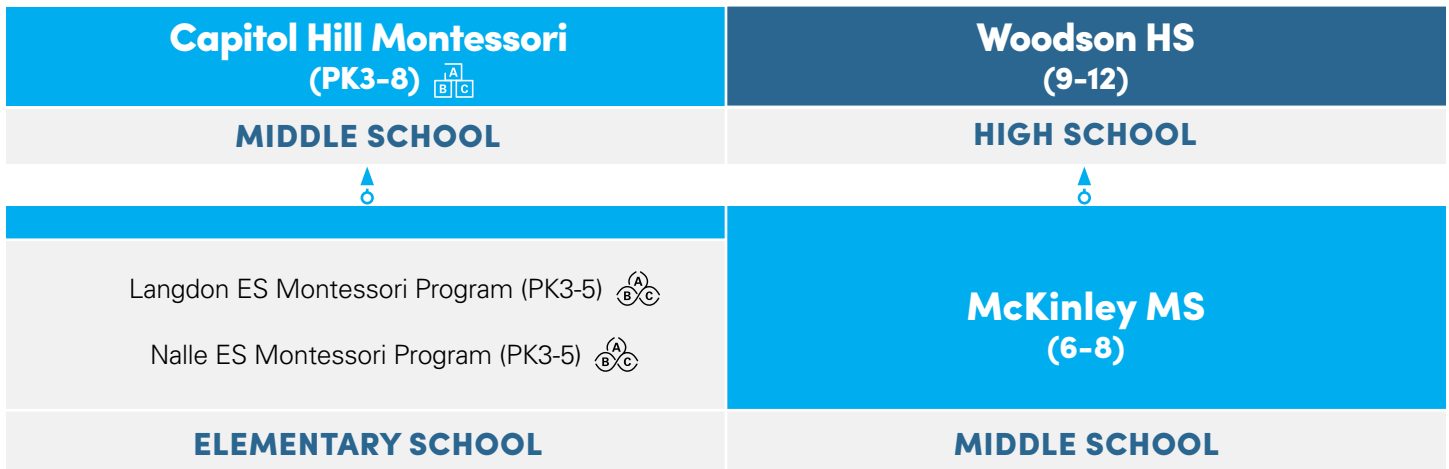 Capitol Hill Montessori
(PK3-8) A B C
MIDDLE SCHOOL
Woodson HS
(9-12)
HIGH SCHOOL
Langdon ES Montessori Program (PK3-5) A B C
Nalle ES Montessori Program (PK3-5) A B C
ELEMENTARY SCHOOL
McKinley MS
(6-8)
MIDDLE SCHOOL